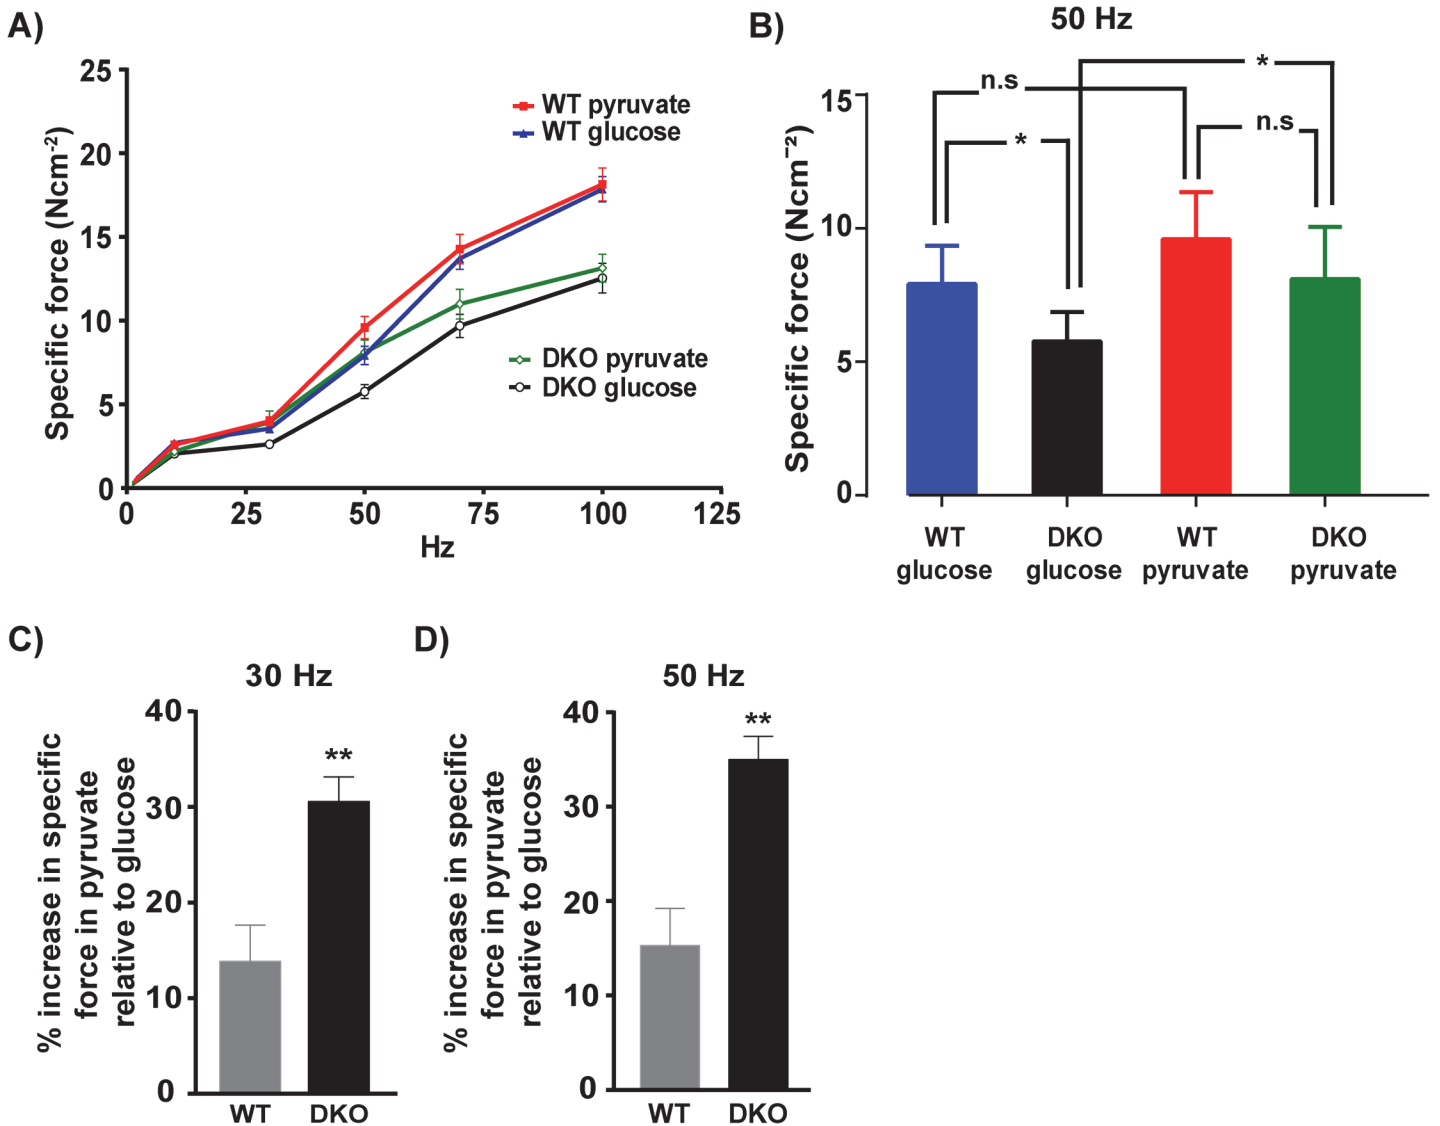 A)
25
20
15
10
5
0
0 25 50 75 100 125
Hz
Specific force (Ncm-2)
WT pyruvate
WT glucose
DKO pyruvate
DKO glucose
B)
50 Hz
15
10
5
0
Specific force (Ncm⁻²)
n.s
*
*
n.s
WT
glucose
DKO
glucose
WT
pyruvate
DKO
pyruvate
C)
30 Hz
% increase in specific
force in pyruvate
relative to glucose
40
30
20
10
0
**
WT DKO
D)
50 Hz
% increase in specific
force in pyruvate
relative to glucose
40
30
20
10
0
**
WT DKO